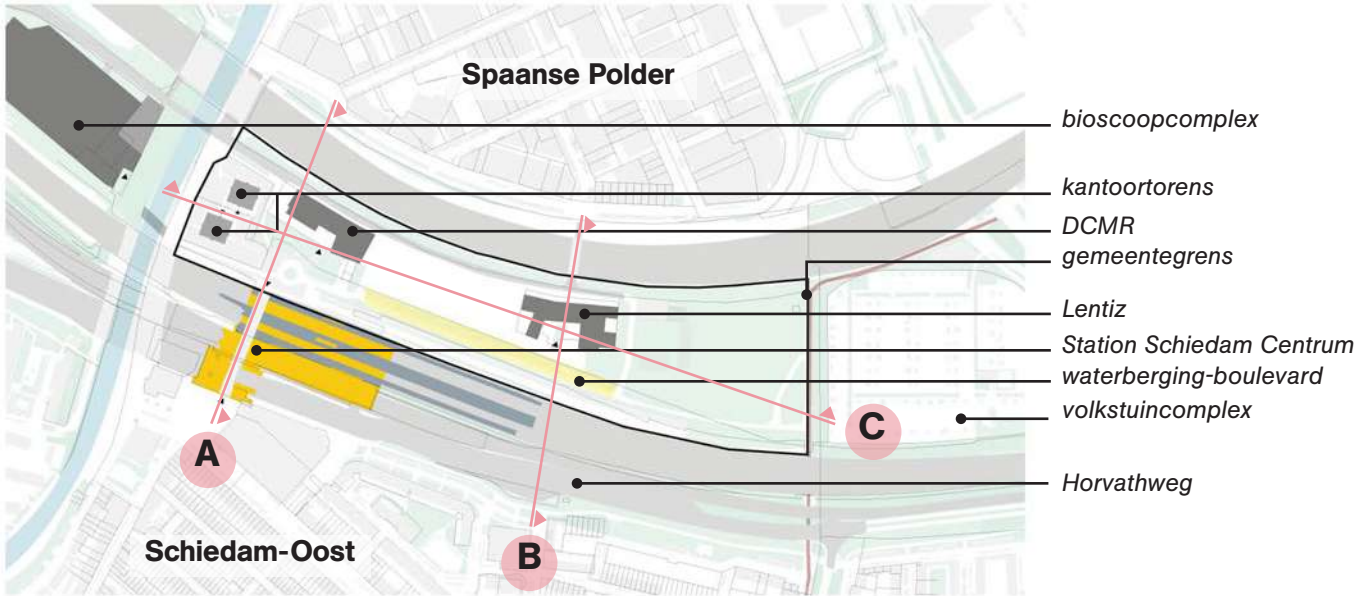 Spaanse Polder
bioscoopcomplex
kantoortorens
DCMR
gemeentegrens
Lentiz
Station Schiedam Centrum
waterberging-boulevard
volkstuincomplex
Horvathweg
A
B
C
Schiedam-Oost